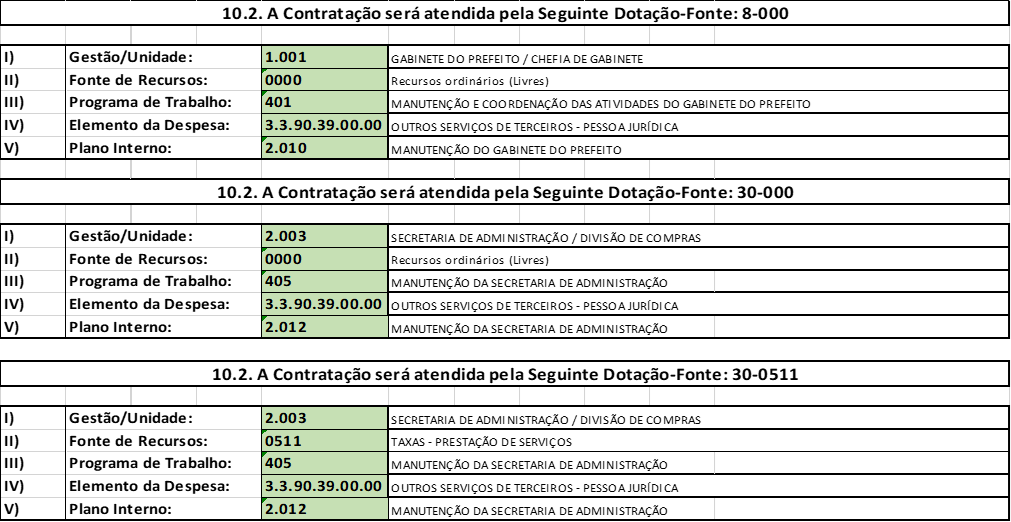 10.2. A Contratação será atendida pela Seguinte Dotação-Fonte: 8-000
I) Gestão/Unidade: 1.001 GABINETE DO PREFEITO / CHEFIA DE GABINETE
II) Fonte de Recursos: 0000 Recursos ordinários (Livres)
III) Programa de Trabalho: 401 MANUTENÇÃO E COORDENAÇÃO DAS ATIVIDADES DO GABINETE DO PREFEITO
IV) Elemento da Despesa: 3.3.90.39.00.00 OUTROS SERVIÇOS DE TERCEIROS - PESSOA JURÍDICA
V) Plano Interno: 2.010 MANUTENÇÃO DO GABINETE DO PREFEITO
10.2. A Contratação será atendida pela Seguinte Dotação-Fonte: 30-000
I) Gestão/Unidade: 2.003 SECRETARIA DE ADMINISTRAÇÃO / DIVISÃO DE COMPRAS
II) Fonte de Recursos: 0000 Recursos ordinários (Livres)
III) Programa de Trabalho: 405 MANUTENÇÃO DA SECRETARIA DE ADMINISTRAÇÃO
IV) Elemento da Despesa: 3.3.90.39.00.00 OUTROS SERVIÇOS DE TERCEIROS - PESSOA JURÍDICA
V) Plano Interno: 2.012 MANUTENÇÃO DA SECRETARIA DE ADMINISTRAÇÃO
10.2. A Contratação será atendida pela Seguinte Dotação-Fonte: 30-0511
I) Gestão/Unidade: 2.003 SECRETARIA DE ADMINISTRAÇÃO / DIVISÃO DE COMPRAS
II) Fonte de Recursos: 0511 TAXAS - PRESTAÇÃO DE SERVIÇOS
III) Programa de Trabalho: 405 MANUTENÇÃO DA SECRETARIA DE ADMINISTRAÇÃO
IV) Elemento da Despesa: 3.3.90.39.00.00 OUTROS SERVIÇOS DE TERCEIROS - PESSOA JURÍDICA
V) Plano Interno: 2.012 MANUTENÇÃO DA SECRETARIA DE ADMINISTRAÇÃO